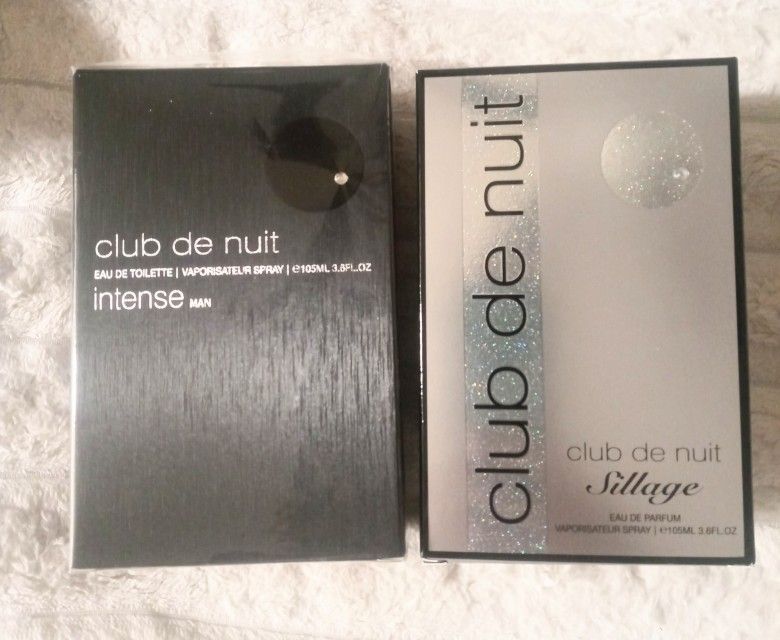 club de nuit
EAU DE TOILETTE | VAPORISATEUR SPRAY | ℮105ML 3.6FL.OZ
intense MAN
club de nuit
club de nuit
Sillage
EAU DE PARFUM
VAPORISATEUR SPRAY | ℮105ML 3.6FL.OZ